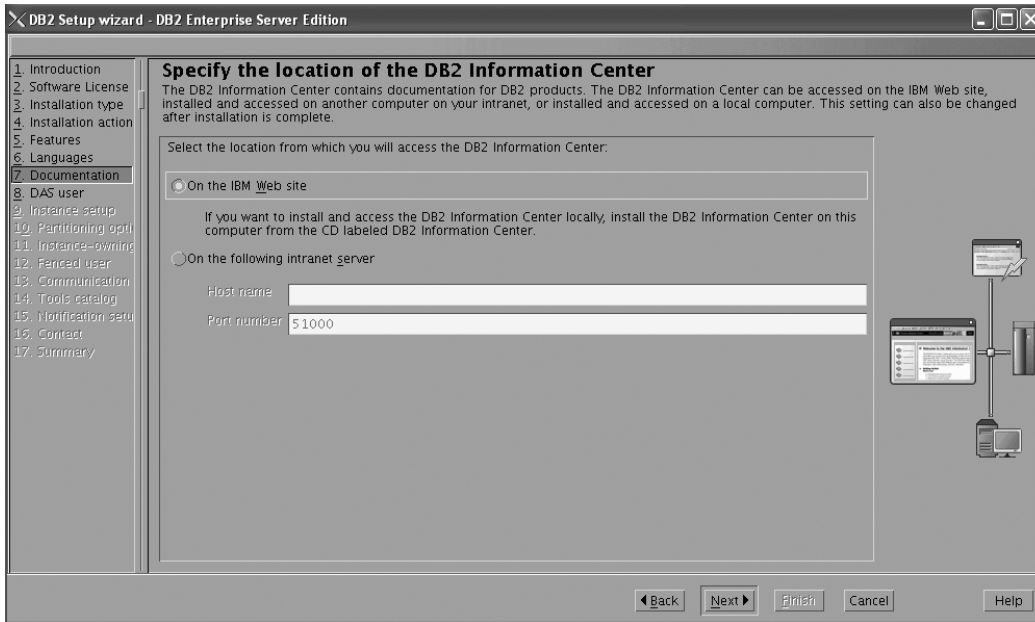 DB2 Setup wizard - DB2 Enterprise Server Edition
1. Introduction
2. Software License
3. Installation type
4. Installation action
5. Features
6. Languages
7. Documentation
8. DAS user
9. Instance setup
10. Partitioning opti
11. Instance-owning
12. Fenced user
13. Communication
14. Tools catalog
15. Notification setu
16. Contact
17. Summary
Specify the location of the DB2 Information Center
The DB2 Information Center contains documentation for DB2 products. The DB2 Information Center can be accessed on the IBM Web site,
installed and accessed on another computer on your intranet, or installed and accessed on a local computer. This setting can also be changed
after installation is complete.
Select the location from which you will access the DB2 Information Center:
On the IBM Web site
If you want to install and access the DB2 Information Center locally, install the DB2 Information Center on this
computer from the CD labeled DB2 Information Center.
On the following intranet server
Host name
Port number 51000
Back Next Finish Cancel Help